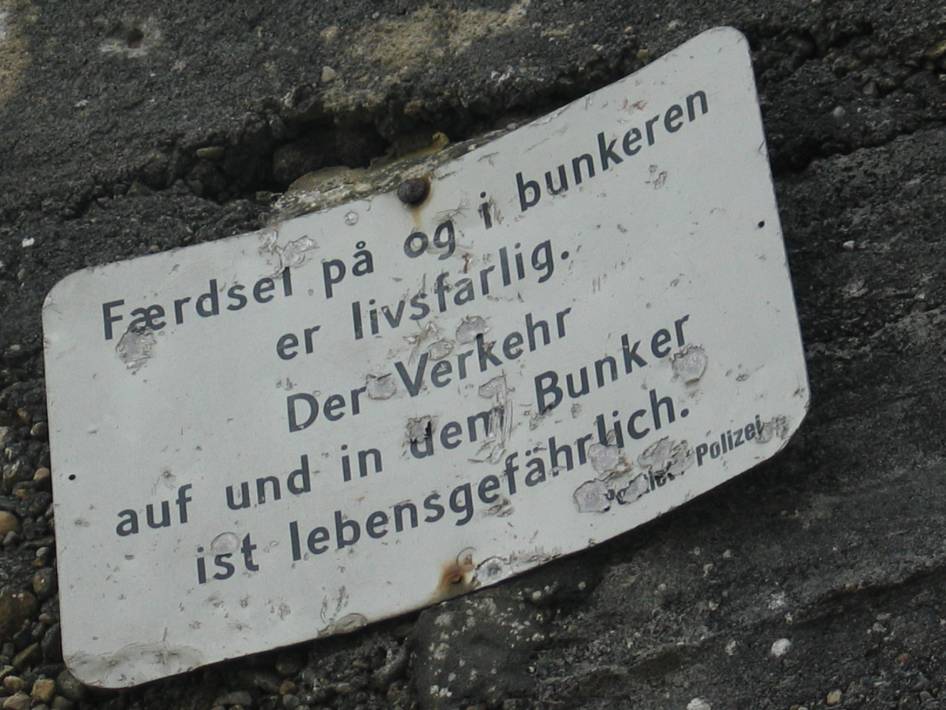 Færdsel på og i bunkeren
er livsfarlig.
Der Verkehr
auf und in dem Bunker
ist lebensgefährlich.
Polizei